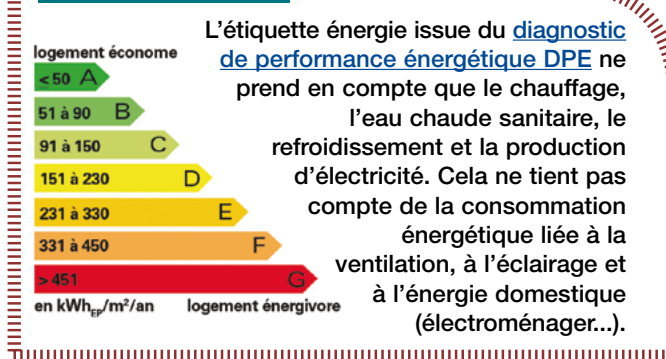 logement économe
< 50 A
51 à 90 B
91 à 150 C
151 à 230 D
231 à 330 E
331 à 450 F
> 451 G
en kWhEP/m²/an logement énergivore
L'étiquette énergie issue du diagnostic
de performance énergétique DPE ne
prend en compte que le chauffage,
l'eau chaude sanitaire, le
refroidissement et la production
d'électricité. Cela ne tient pas
compte de la consommation
énergétique liée à la
ventilation, à l'éclairage et
à l'énergie domestique
(électroménager...).